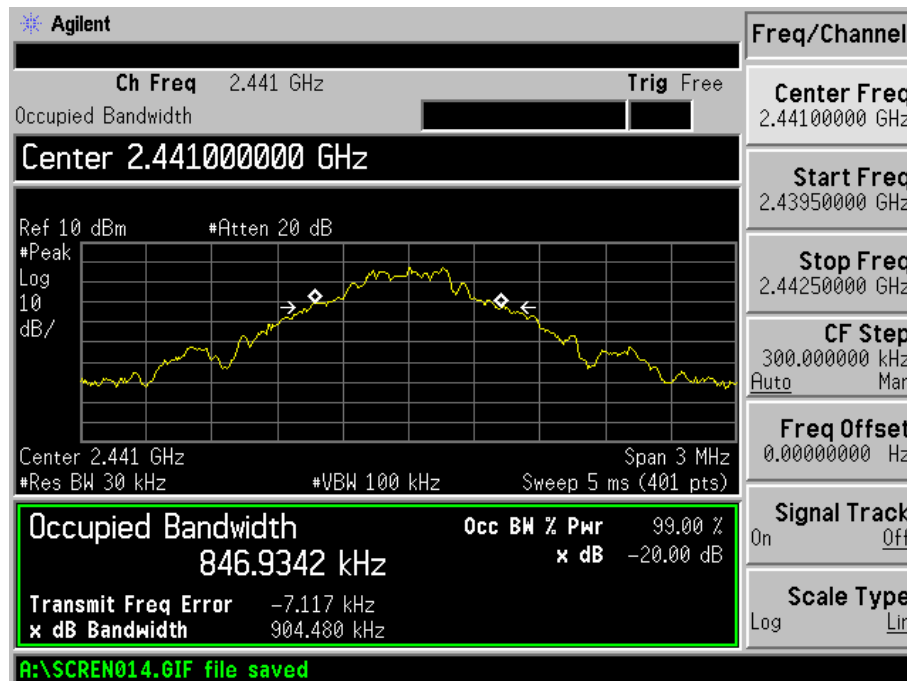 Agilent
Freq/Channel
Ch Freq 2.441 GHz Trig Free
Occupied Bandwidth
Center 2.441000000 GHz
Ref 10 dBm #Atten 20 dB
#Peak
Log
10
dB/
Center 2.441 GHz Span 3 MHz
#Res BW 30 kHz #VBW 100 kHz Sweep 5 ms (401 pts)
Occupied Bandwidth
846.9342 kHz
Occ BW % Pwr 99.00 %
x dB -20.00 dB
Transmit Freq Error -7.117 kHz
x dB Bandwidth 904.480 kHz
A:\SCREN014.GIF file saved
Center Freq
2.44100000 GHz
Start Freq
2.43950000 GHz
Stop Freq
2.44250000 GHz
CF Step
300.000000 kHz
Auto Man
Freq Offset
0.00000000 Hz
Signal Track
On Off
Scale Type
Log Lin